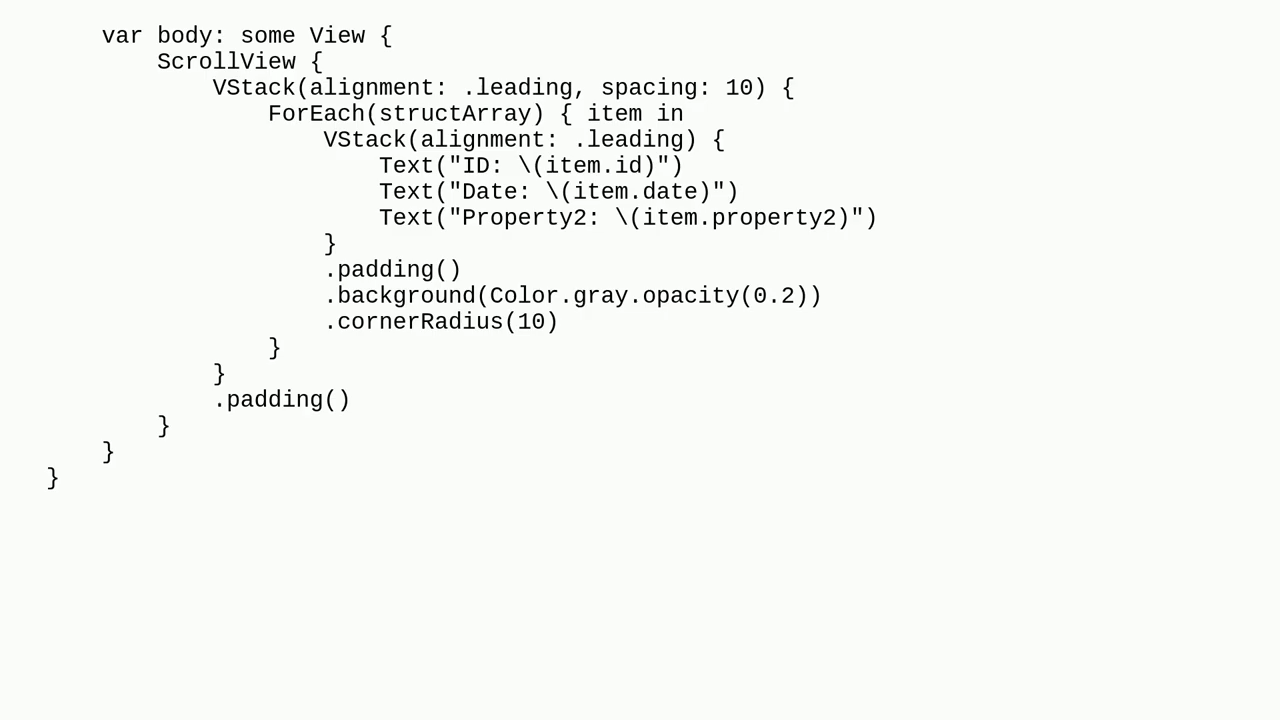 var body: some View {
ScrollView {
VStack(alignment: .leading, spacing: 10) {
ForEach(structArray) { item in
VStack(alignment: .leading) {
Text("ID: \(item.id)")
Text("Date: \(item.date)")
Text("Property2: \(item.property2)")
}
.padding()
.background(Color.gray.opacity(0.2))
.cornerRadius(10)
}
}
.padding()
}
}
}